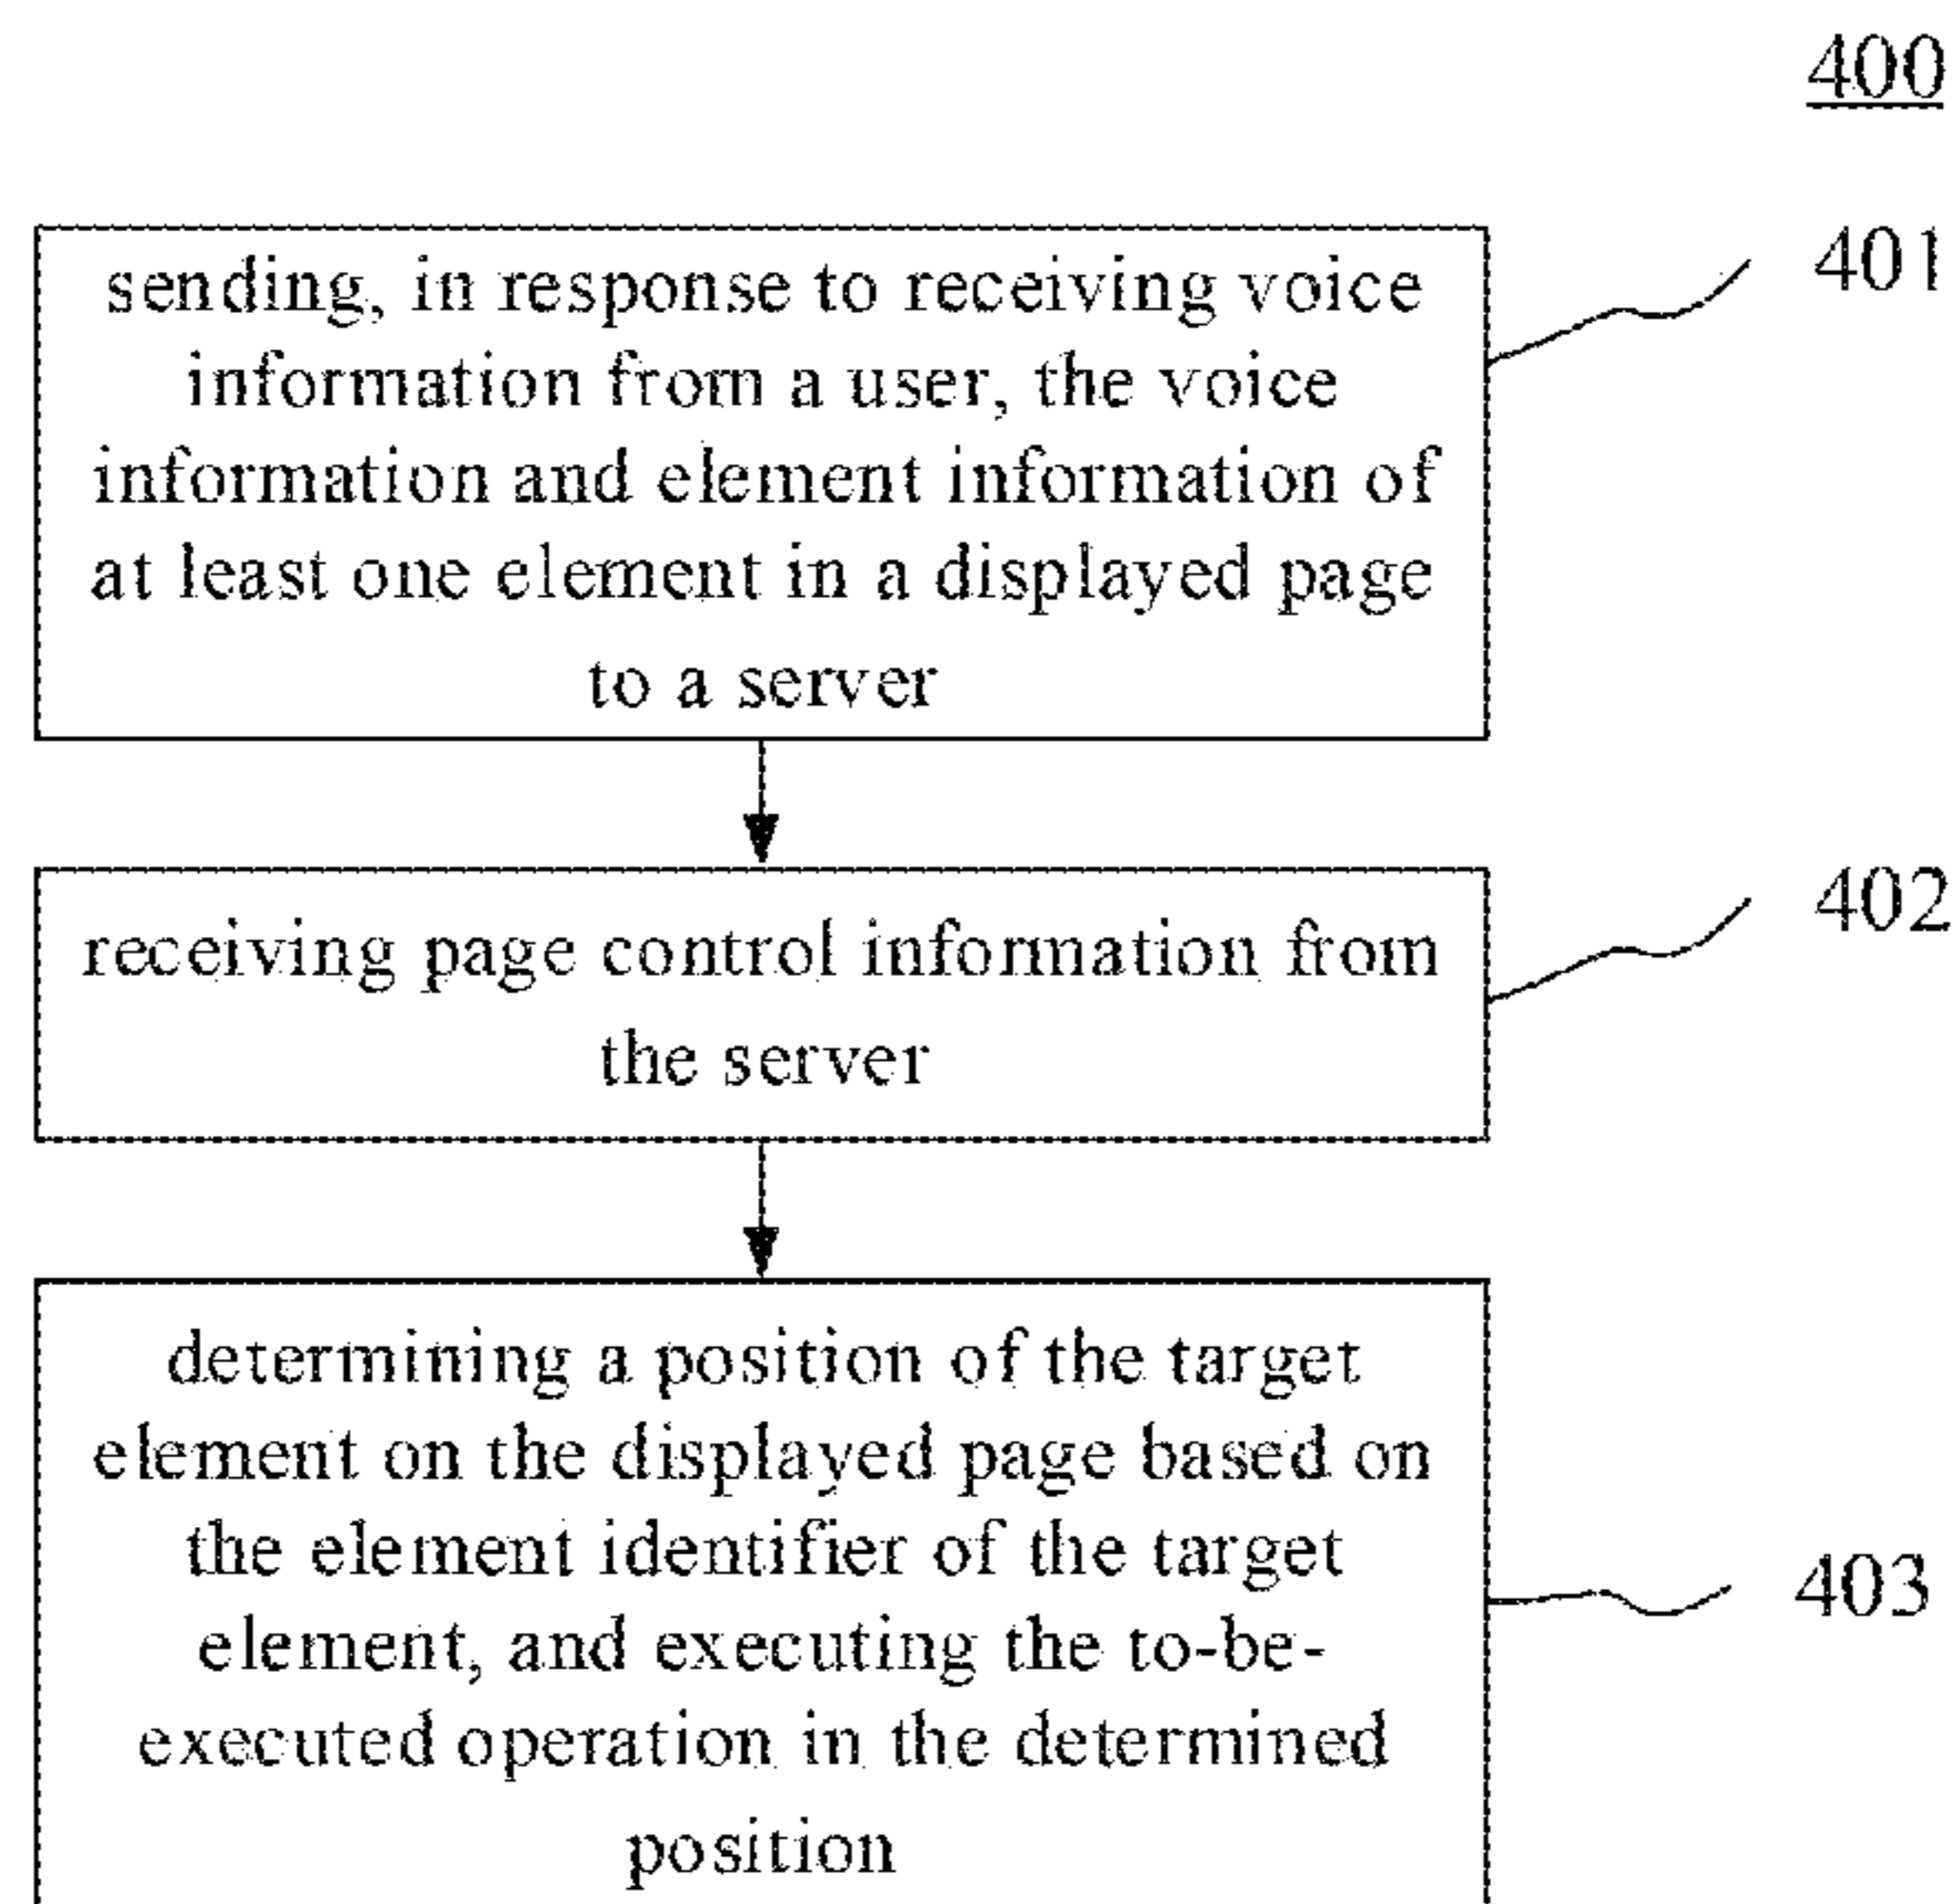 400
sending, in response to receiving voice
information from a user, the voice
information and element information of
at least one element in a displayed page
to a server
401
receiving page control information from
the server
402
determining a position of the target
element on the displayed page based on
the element identifier of the target
element, and executing the to-be-
executed operation in the determined
position
403